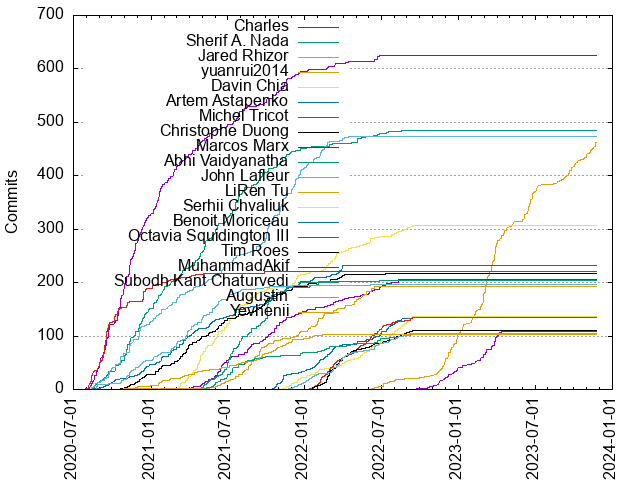 700
600
500
400
300
200
100
0
Commits
Charles
Sherif A. Nada
Jared Rhizor
yuanrui2014
Davin Chia
Artem Astapenko
Michel Tricot
Christophe Duong
Marcos Marx
Abhi Vaidyanatha
John Lafleur
LiRen Tu
Serhii Chvaliuk
Benoit Moriceau
Octavia Squidington III
Tim Roes
MuhammadAkif
Subodh Kant Chaturvedi
Augustin
Yevhenii
2020-07-01
2021-01-01
2021-07-01
2022-01-01
2022-07-01
2023-01-01
2023-07-01
2024-01-01